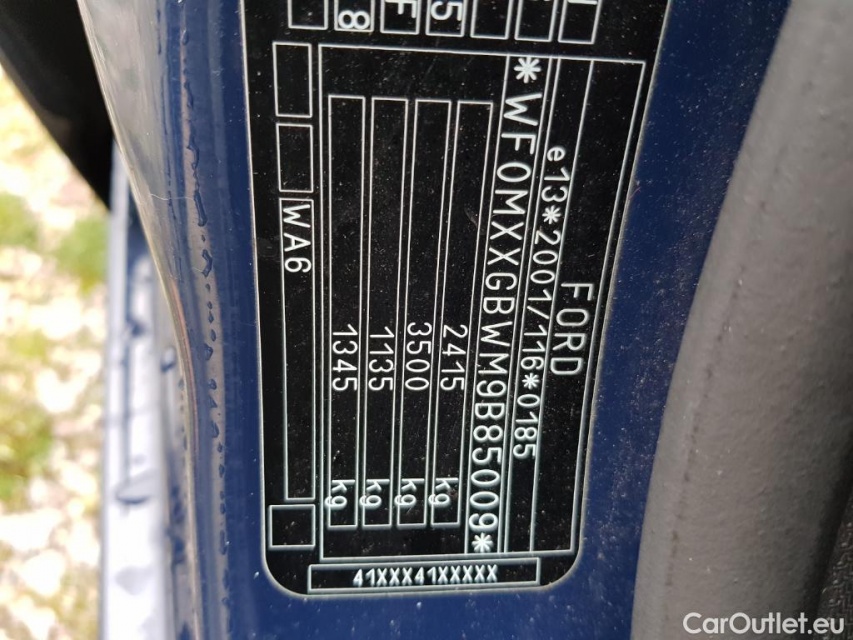 FORD
e13*2001/116*0185
*WF0MXXGBWM9B85009*
2415 kg
3500 kg
1135 kg
1345 kg
WA6
41XXX41XXXXX
CarOutlet.eu